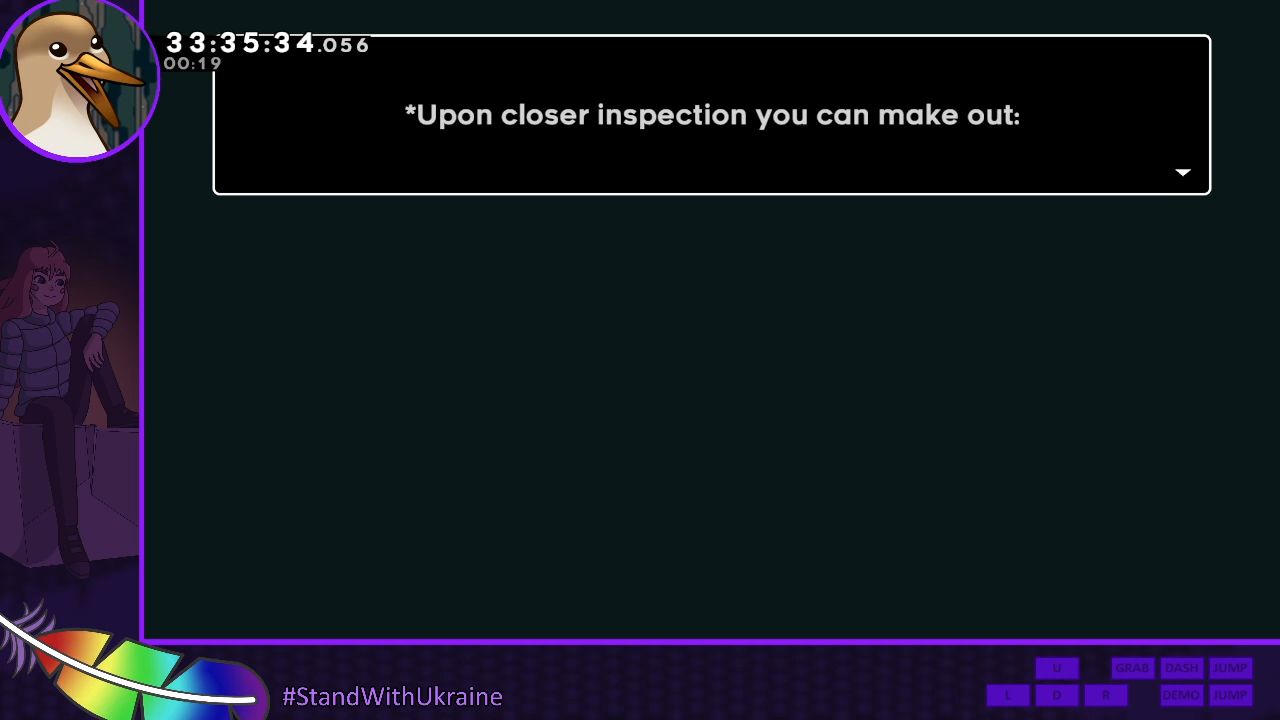 33:35:34.056
00:19
*Upon closer inspection you can make out:
#StandWithUkraine
U GRAB DASH JUMP
L D R DEMO JUMP